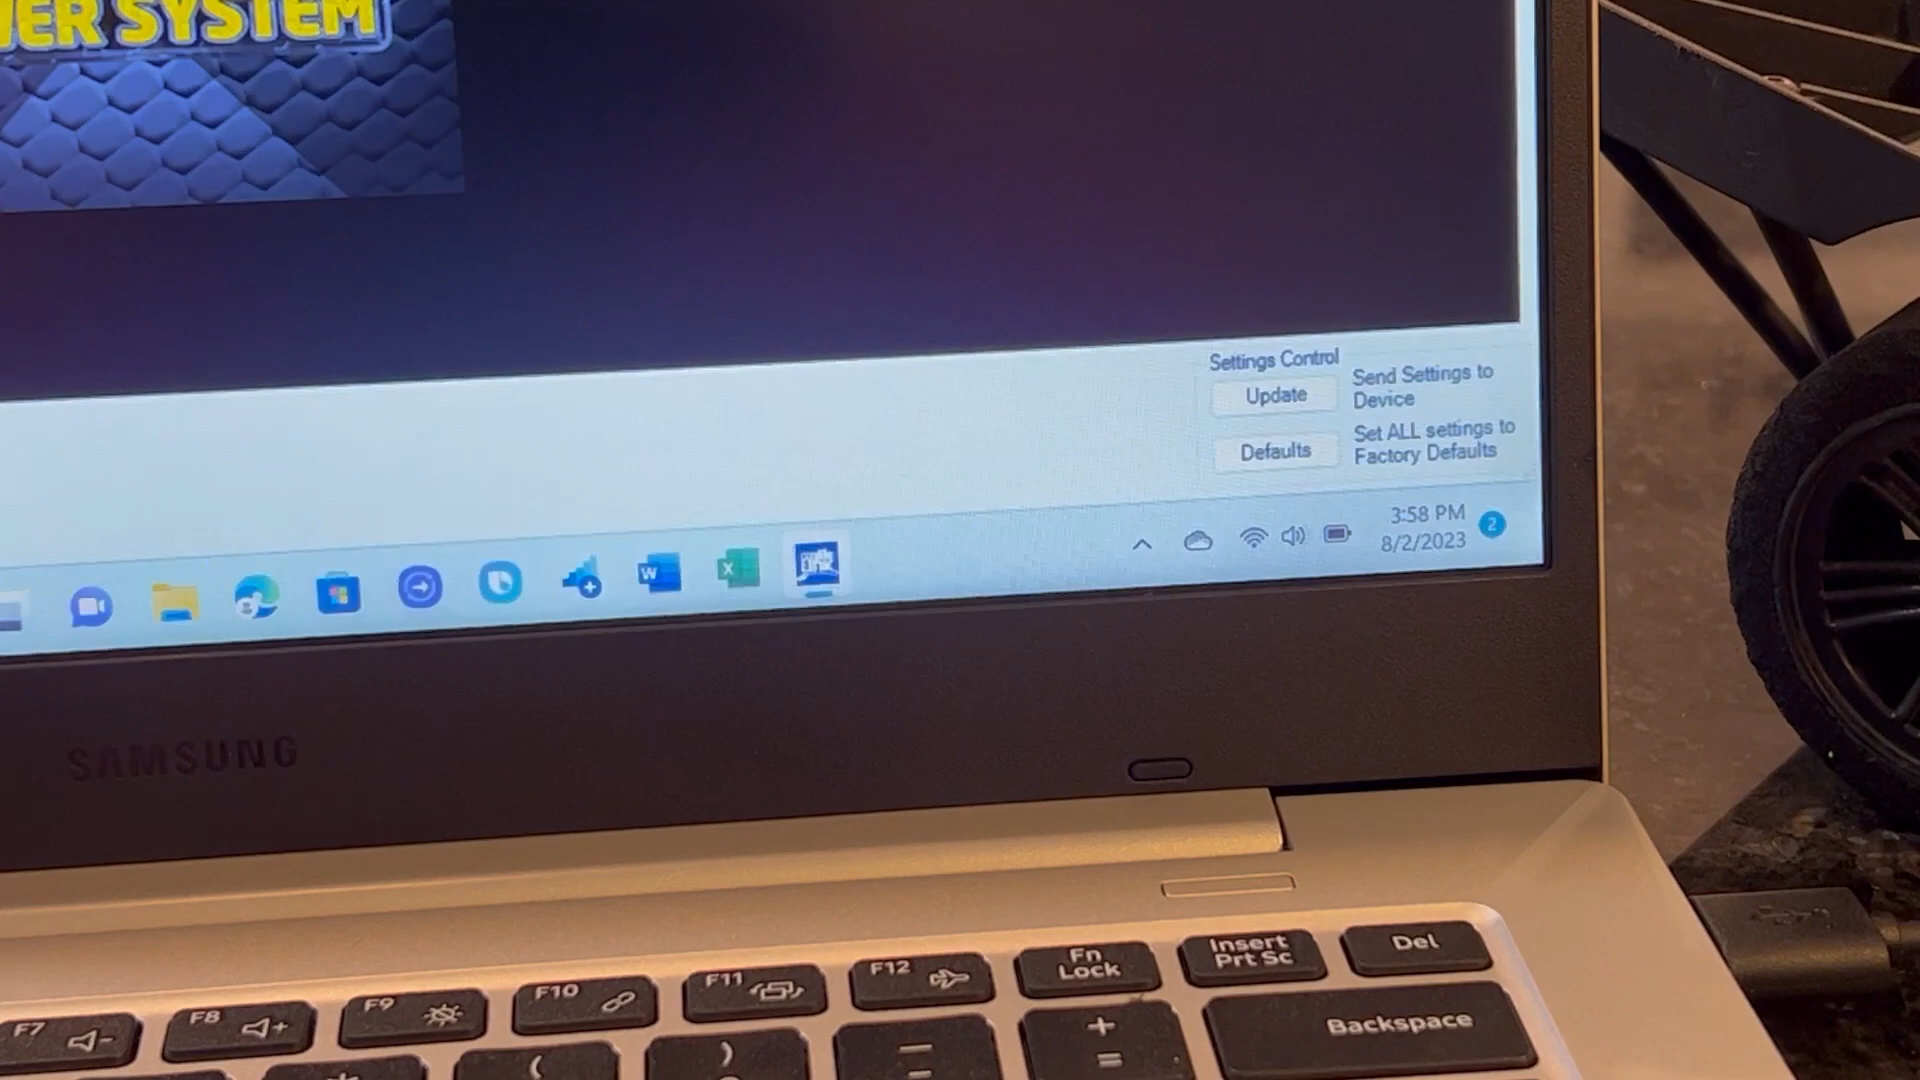 VER SYSTEM
Settings Control
Update
Send Settings to
Device
Defaults
Set ALL settings to
Factory Defaults
3:58 PM
8/2/2023
2
W
X
SAMSUNG
F7
F8
F9
F10
F11
F12
Fn
Lock
Insert
Prt Sc
Del
(
)
—
+
=
Backspace